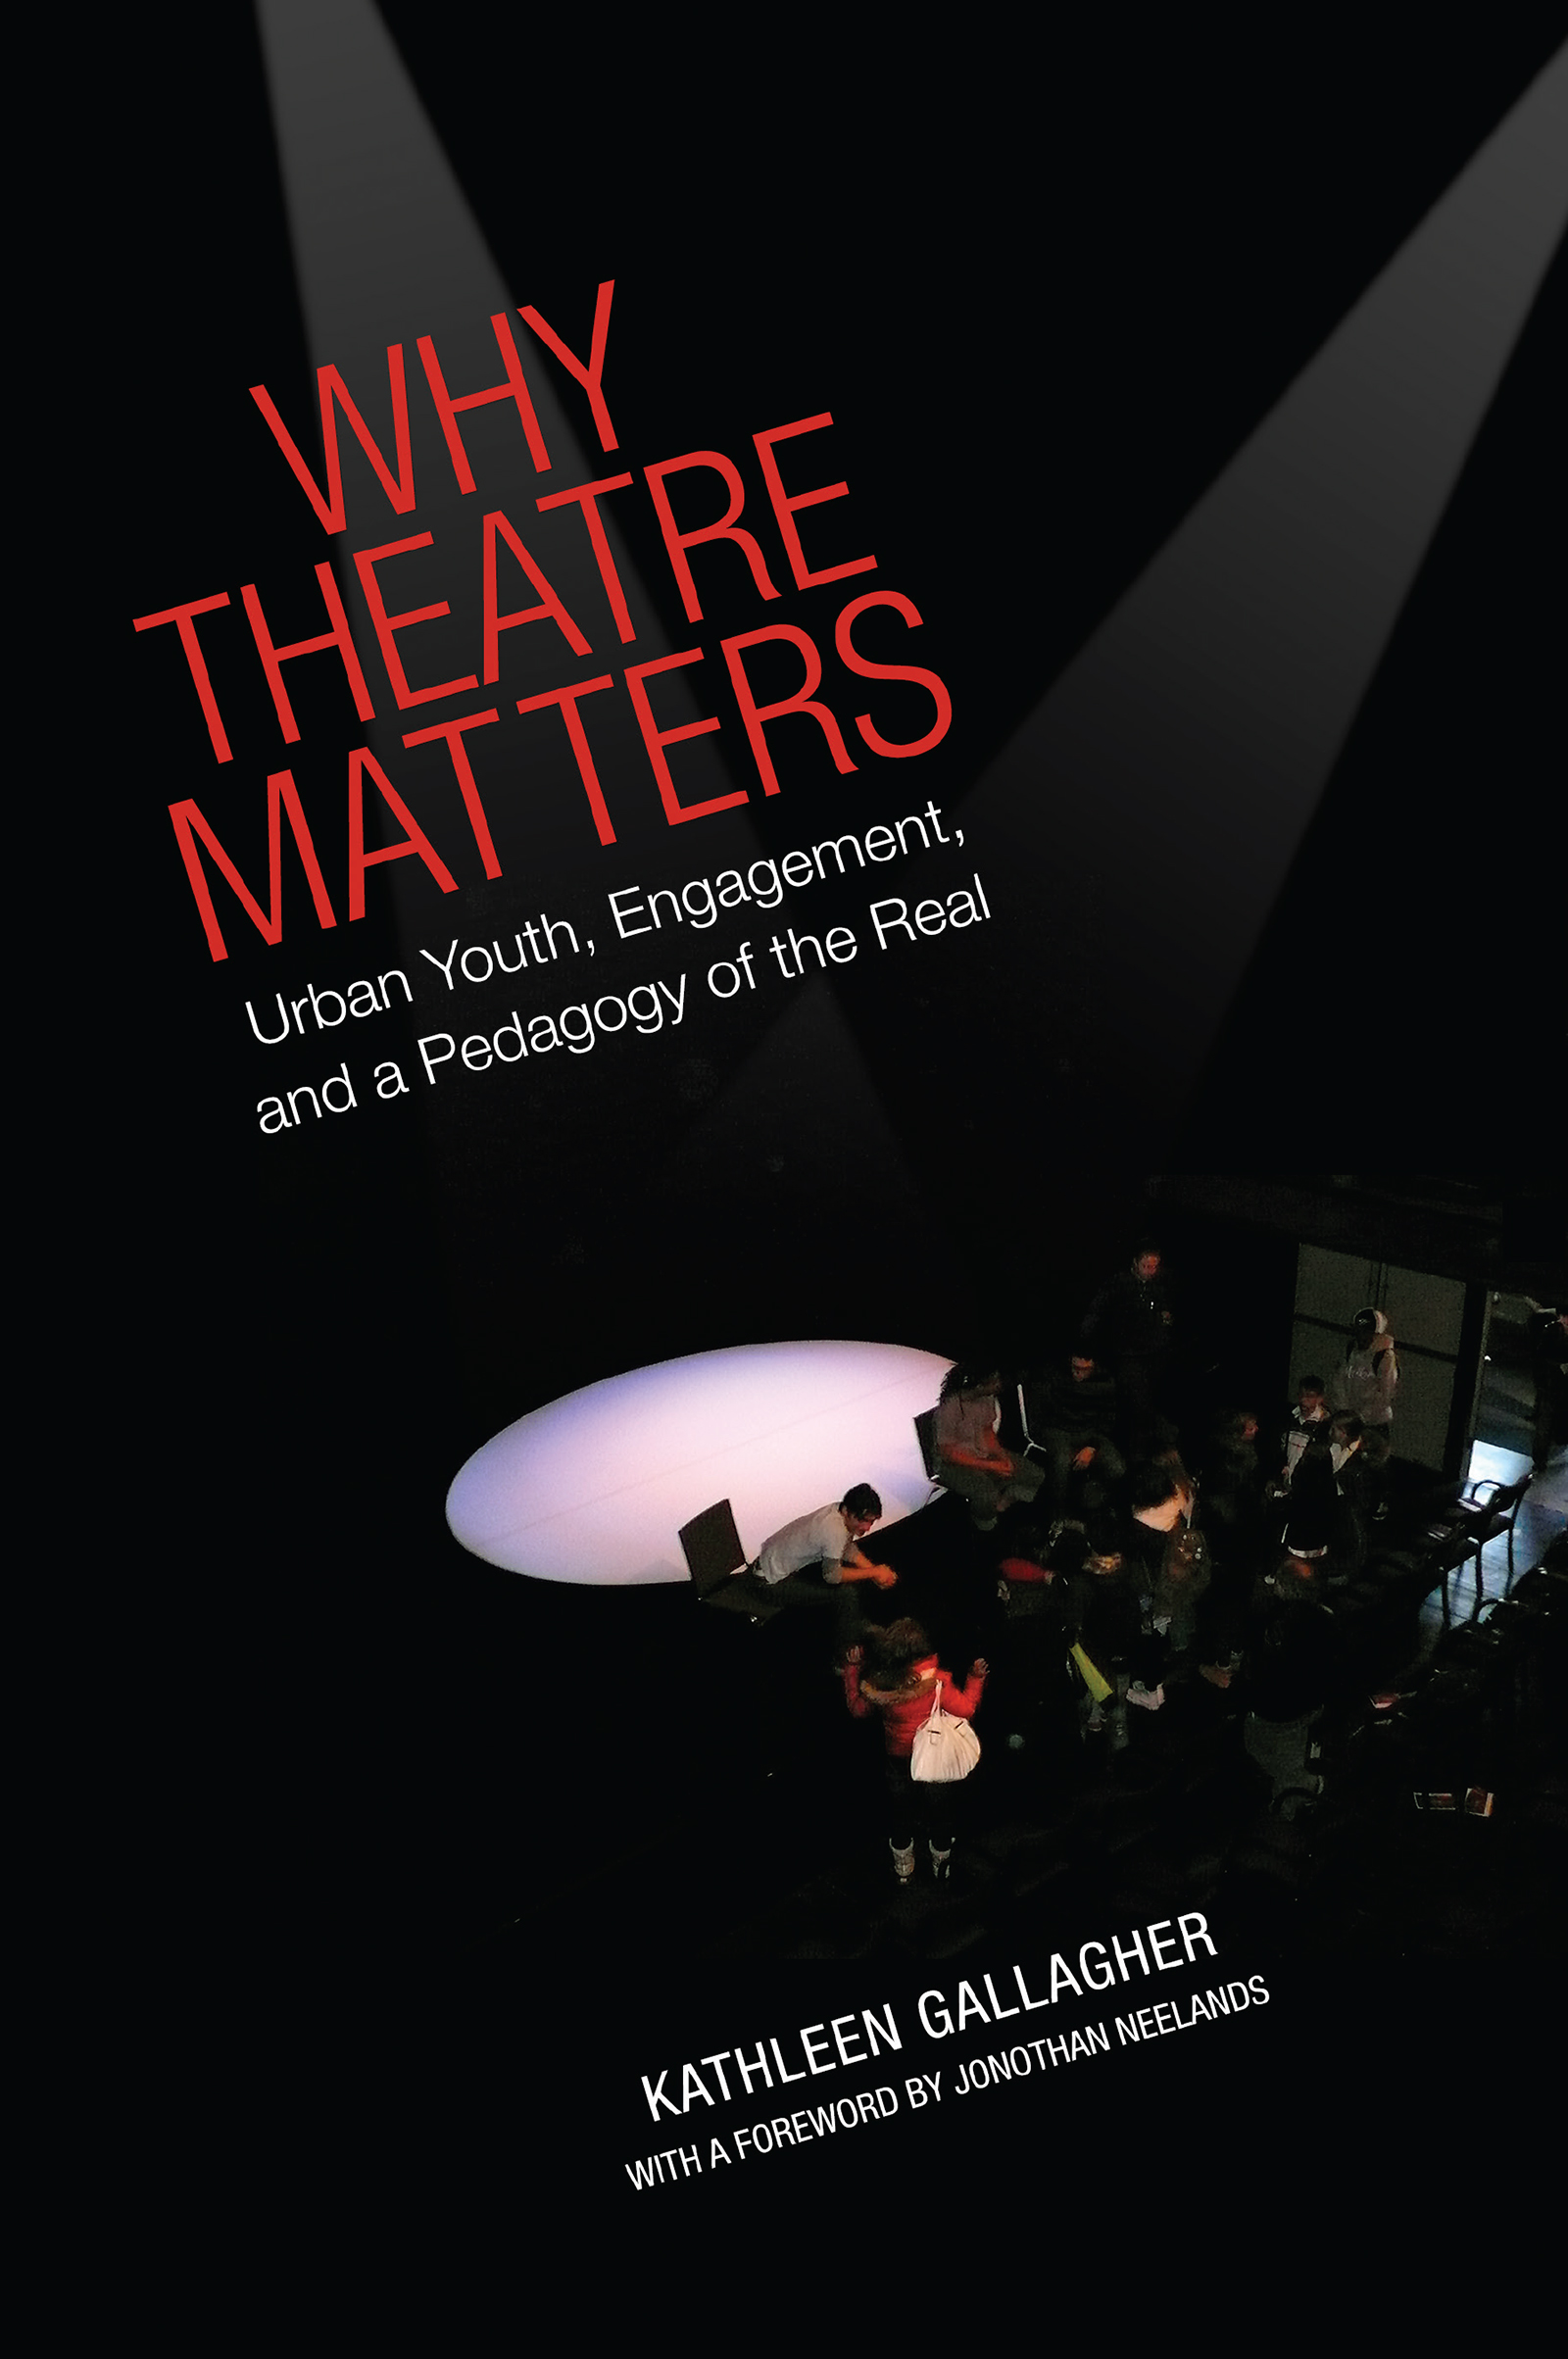 WHY
THEATRE
MATTERS
Urban Youth, Engagement,
and a Pedagogy of the Real
KATHLEEN GALLAGHER
WITH A FOREWORD BY JONOTHAN NEELANDS